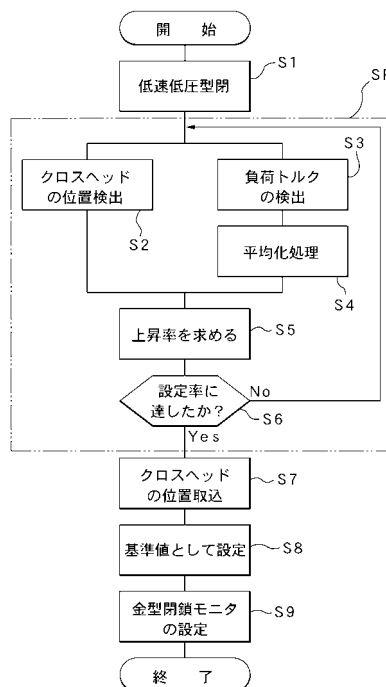 開 始
S1
低速低圧型閉
SP
S3
クロスヘッド
の位置検出
S2
負荷トルク
の検出
平均化処理
S4
上昇率を求める
S5
設定率に
達したか？
No
S6
Yes
クロスヘッド
の位置取込
S7
基準値として設定
S8
金型閉鎖モニタ
の設定
S9
終 了